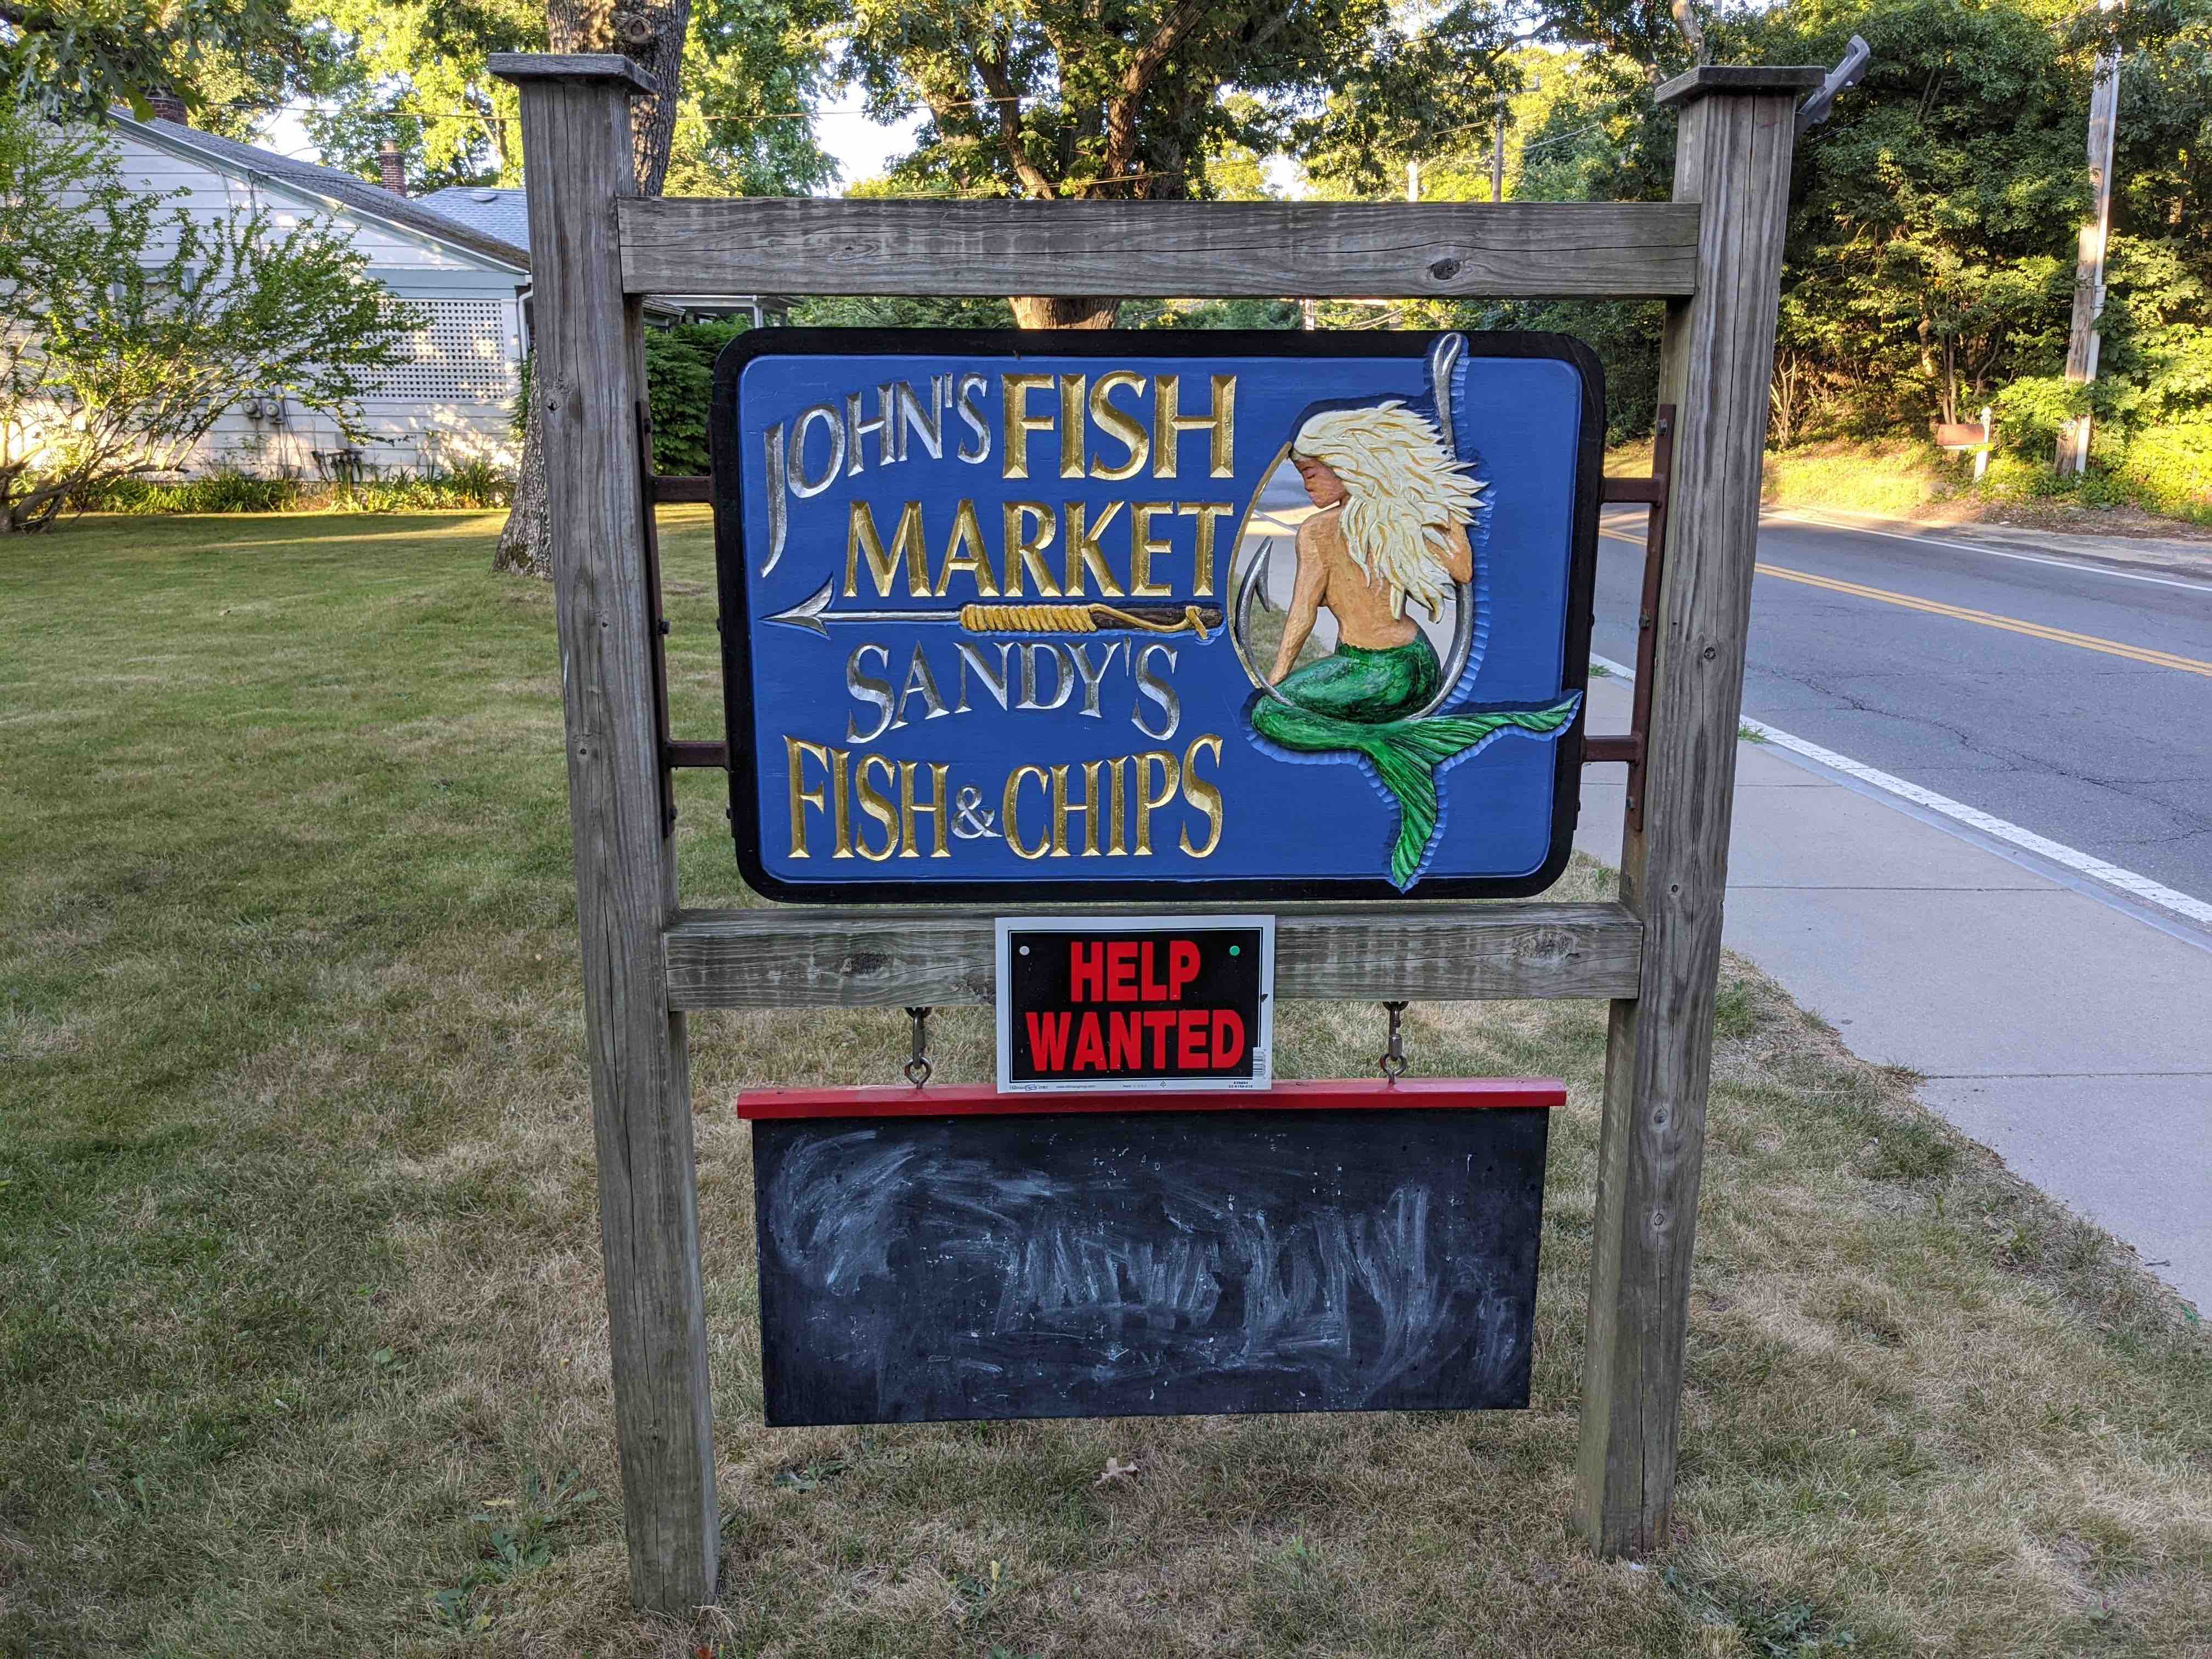 JOHN'S FISH
MARKET
SANDY'S
FISH & CHIPS
HELP
WANTED